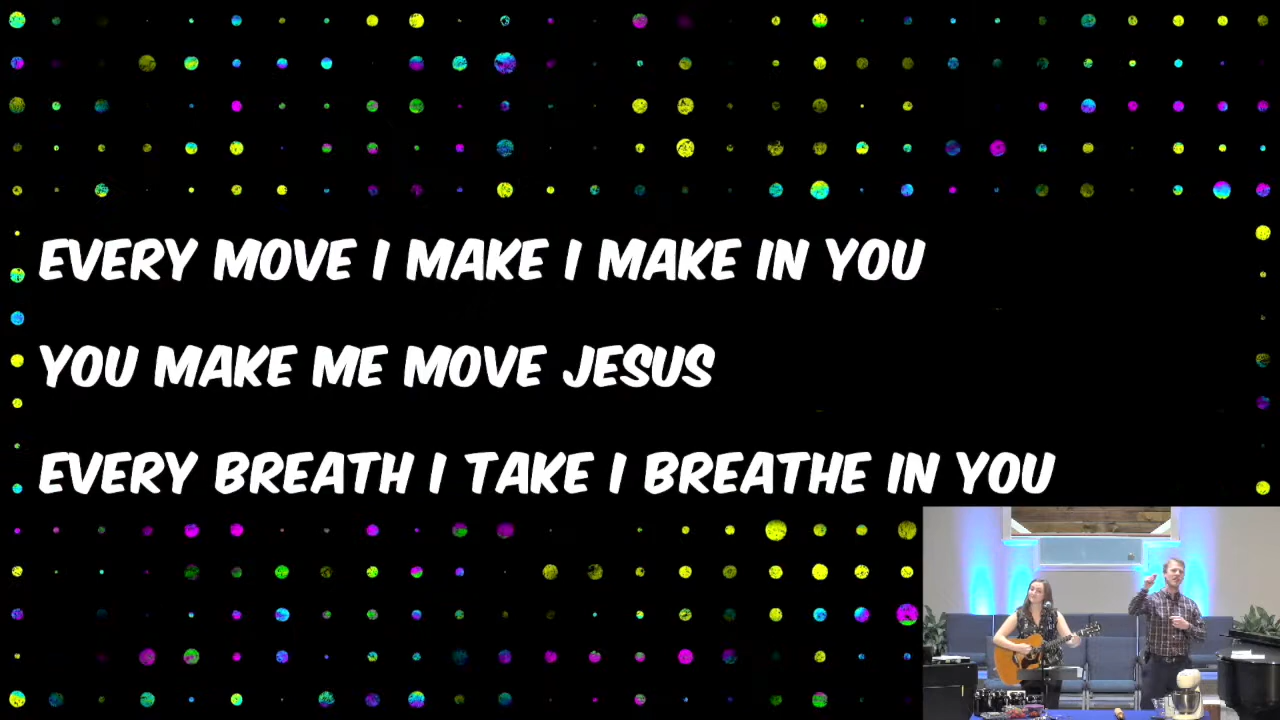 EVERY MOVE I MAKE I MAKE IN YOU
YOU MAKE ME MOVE JESUS
EVERY BREATH I TAKE I BREATHE IN YOU